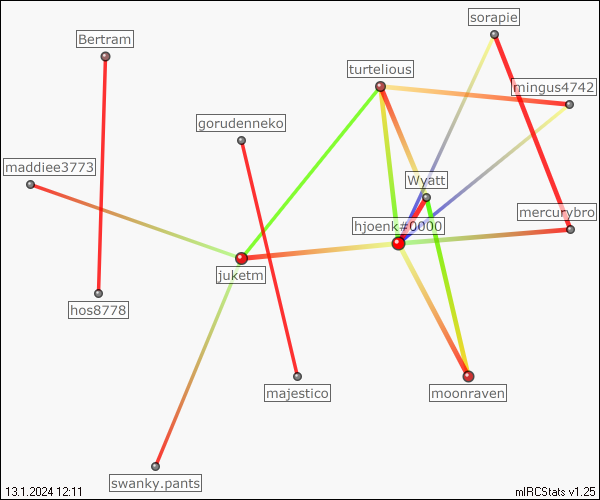 sorapie
Bertram
turtelious
mingus4742
gorudenneko
maddiee3773
Wyatt
mercurybro
hjoenk#0000
juketm
hos8778
majestico
moonraven
swanky.pants
13.1.2024 12:11
mIRCStats v1.25